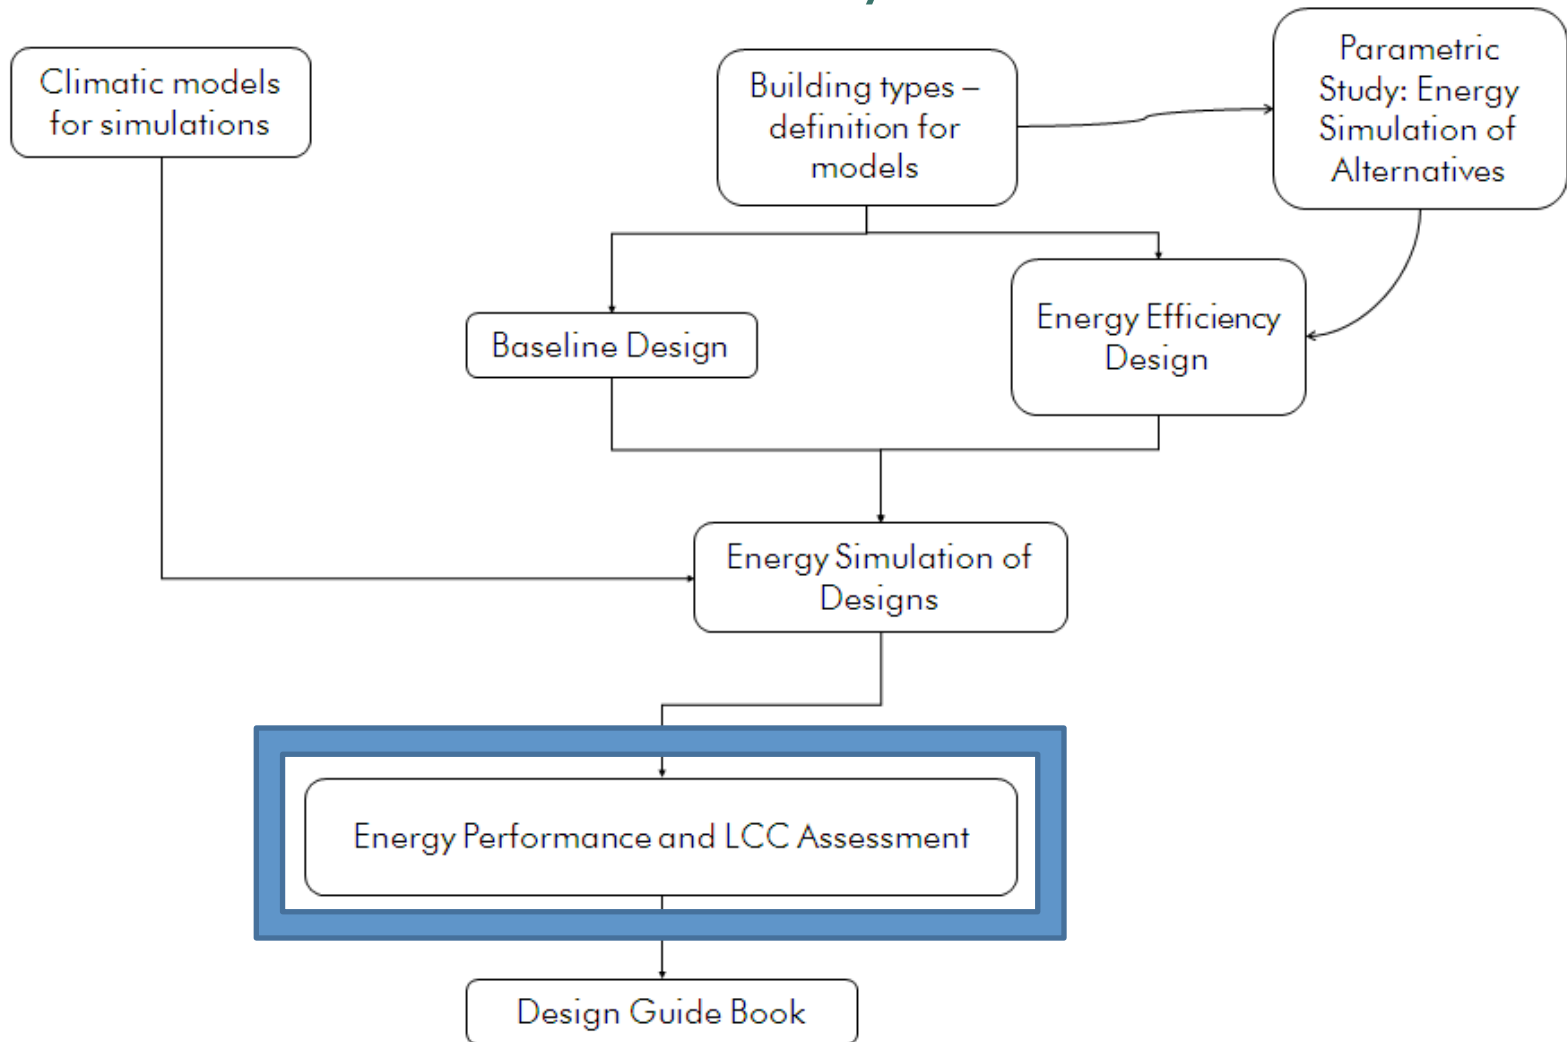 Climatic models
for simulations
Building types –
definition for
models
Parametric
Study: Energy
Simulation of
Alternatives
Baseline Design
Energy Efficiency
Design
Energy Simulation of
Designs
Energy Performance and LCC Assessment
Design Guide Book